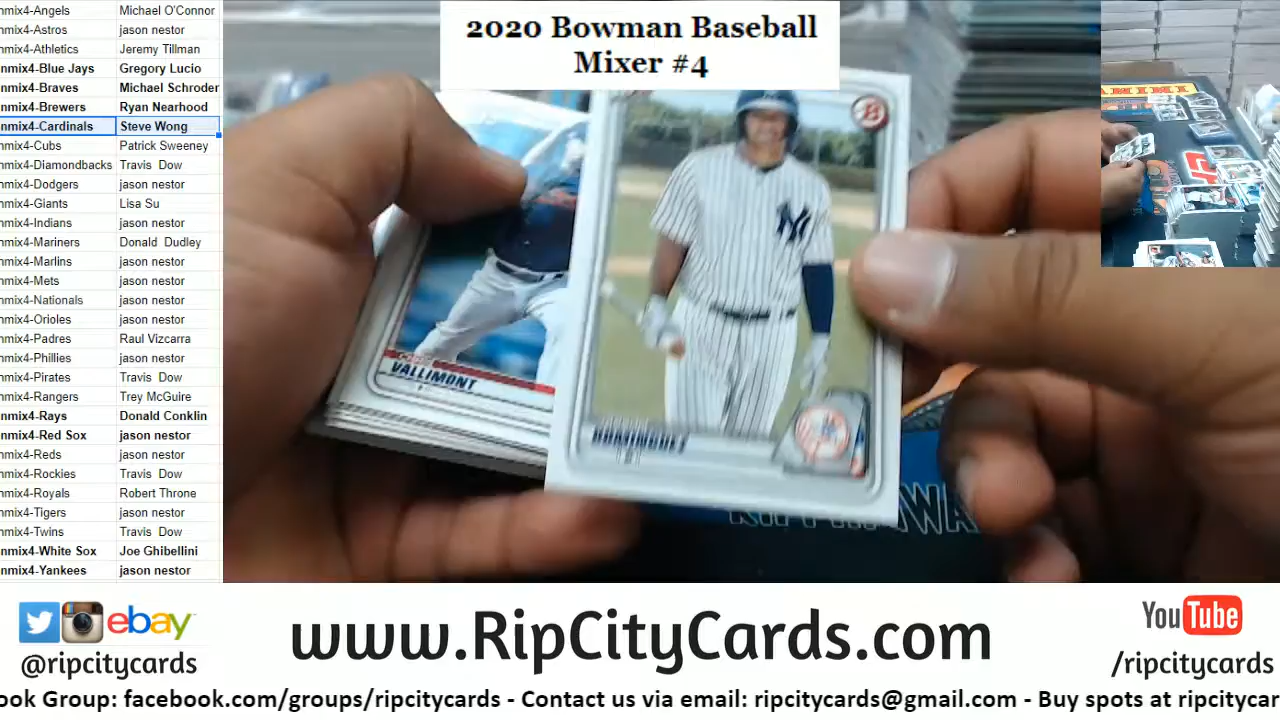 2020 Bowman Baseball
Mixer #4
nmix4-Angels Michael O'Connor
nmix4-Astros jason nestor
nmix4-Athletics Jeremy Tillman
nmix4-Blue Jays Gregory Lucio
nmix4-Braves Michael Schroder
nmix4-Brewers Ryan Nearhood
nmix4-Cardinals Steve Wong
nmix4-Cubs Patrick Sweeney
nmix4-Diamondbacks Travis Dow
nmix4-Dodgers jason nestor
nmix4-Giants Lisa Su
nmix4-Indians jason nestor
nmix4-Mariners Donald Dudley
nmix4-Marlins jason nestor
nmix4-Mets jason nestor
nmix4-Nationals jason nestor
nmix4-Orioles jason nestor
nmix4-Padres Raul Vizcarra
nmix4-Phillies jason nestor
nmix4-Pirates Travis Dow
nmix4-Rangers Trey McGuire
nmix4-Rays Donald Conklin
nmix4-Red Sox jason nestor
nmix4-Reds jason nestor
nmix4-Rockies Travis Dow
nmix4-Royals Robert Throne
nmix4-Tigers jason nestor
nmix4-Twins Travis Dow
nmix4-White Sox Joe Ghibellini
nmix4-Yankees jason nestor
B
NY
VALLIMONT
DOMINGUEZ
ebay
@ripcitycards
www.RipCityCards.com
YouTube
/ripcitycards
ook Group: facebook.com/groups/ripcitycards - Contact us via email: ripcitycards@gmail.com - Buy spots at ripcitycar